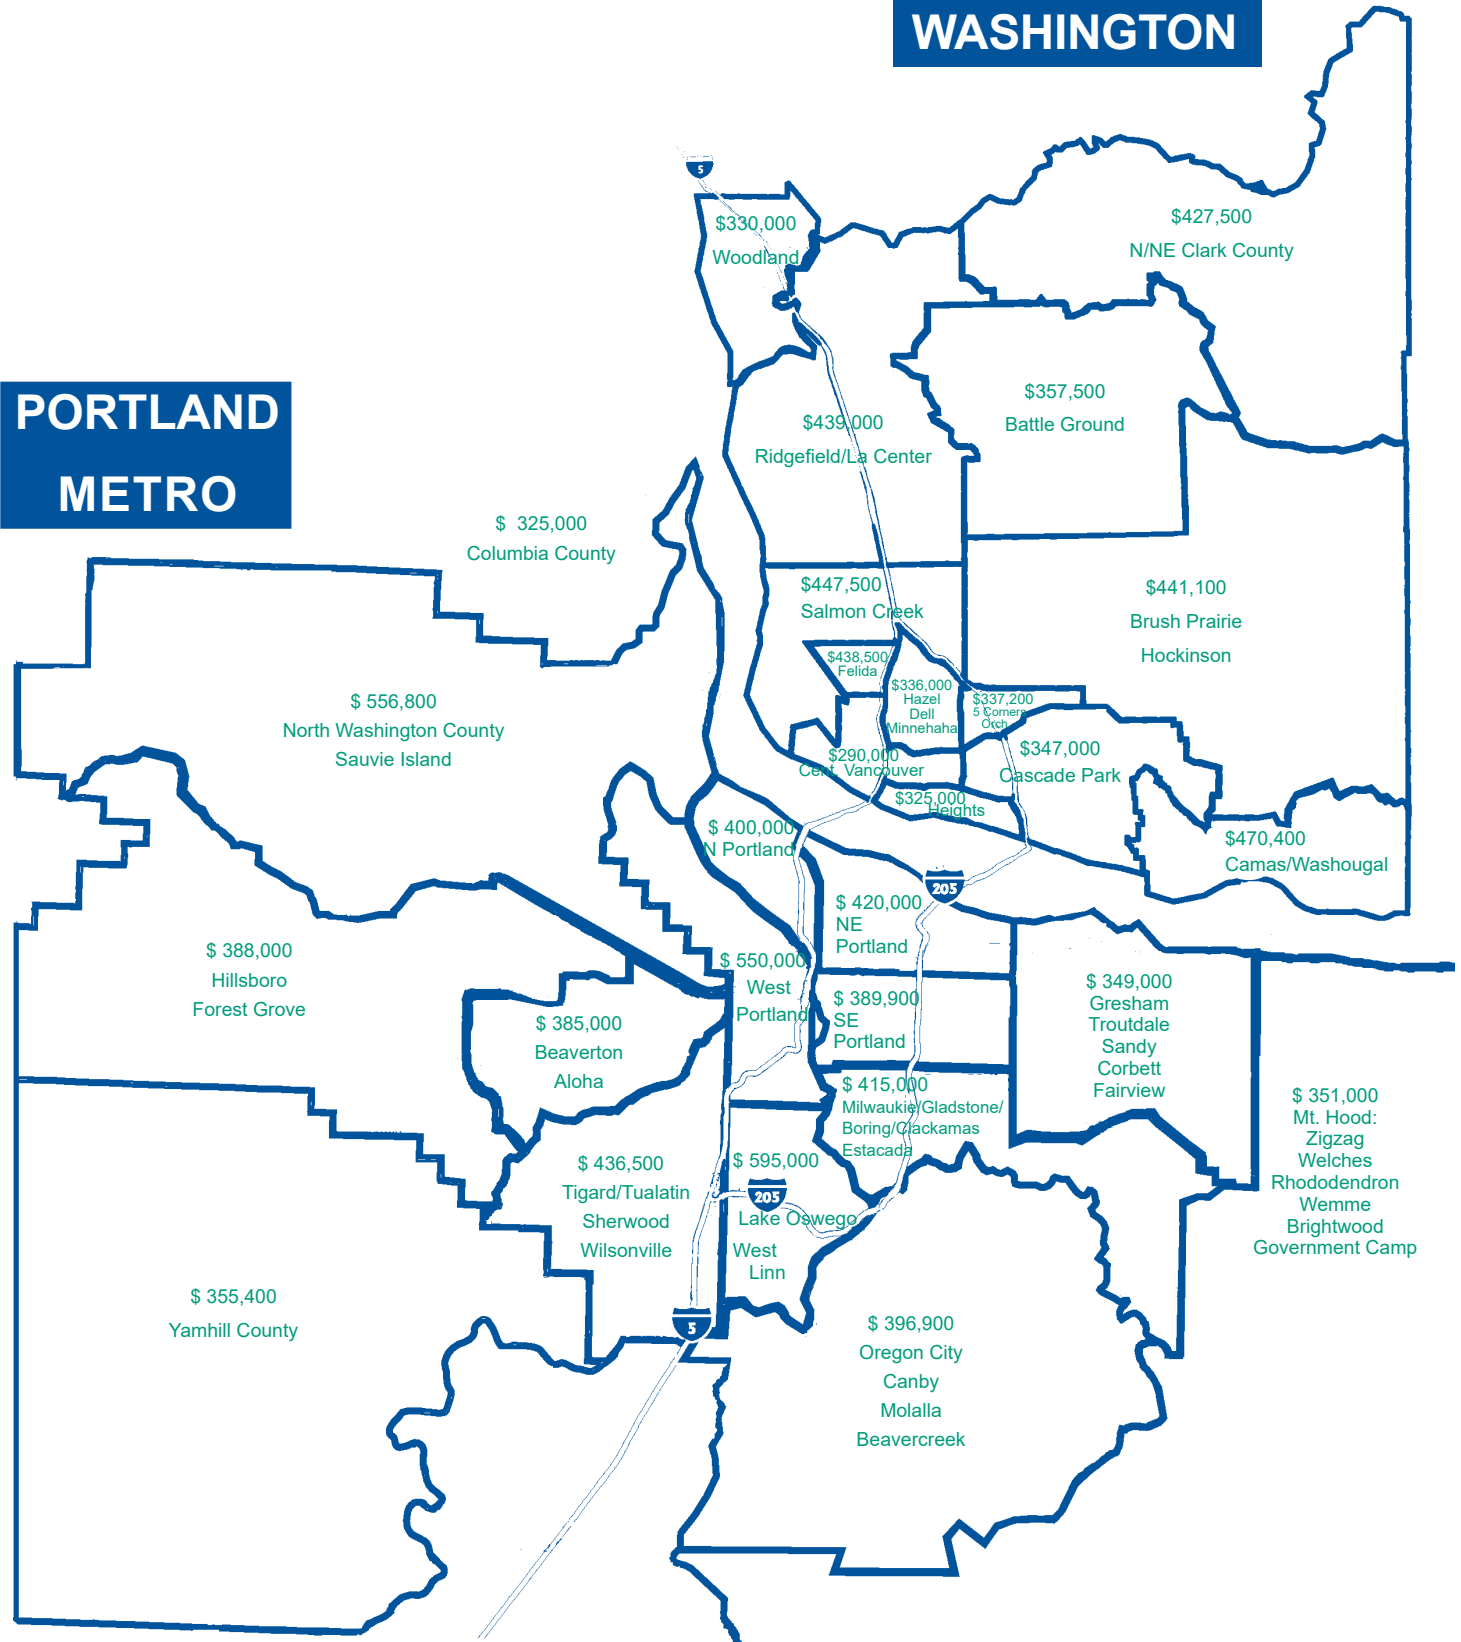 WASHINGTON
5
$330,000
Woodland
$427,500
N/NE Clark County
PORTLAND
METRO
$357,500
Battle Ground
$439,000
Ridgefield/La Center
$ 325,000
Columbia County
$447,500
Salmon Creek
$441,100
Brush Prairie
Hockinson
$438,500
Felida
$336,000
Hazel
Dell
Minnehaha
$337,200
5 Corners
Orch
$ 556,800
North Washington County
Sauvie Island
$290,000
Cent. Vancouver
$347,000
Cascade Park
$325,000
Heights
$470,400
Camas/Washougal
$ 400,000
N Portland
205
$ 420,000
NE
Portland
$ 388,000
Hillsboro
Forest Grove
$ 550,000
West
Portland
$ 389,900
SE
Portland
$ 349,000
Gresham
Troutdale
Sandy
Corbett
Fairview
$ 385,000
Beaverton
Aloha
$ 415,000
Milwaukie/Gladstone/
Boring/Clackamas
Estacada
$ 351,000
Mt. Hood:
Zigzag
Welches
Rhododendron
Wemme
Brightwood
Government Camp
$ 436,500
Tigard/Tualatin
Sherwood
Wilsonville
$ 595,000
205
Lake Oswego
West
Linn
$ 355,400
Yamhill County
5
$ 396,900
Oregon City
Canby
Molalla
Beavercreek